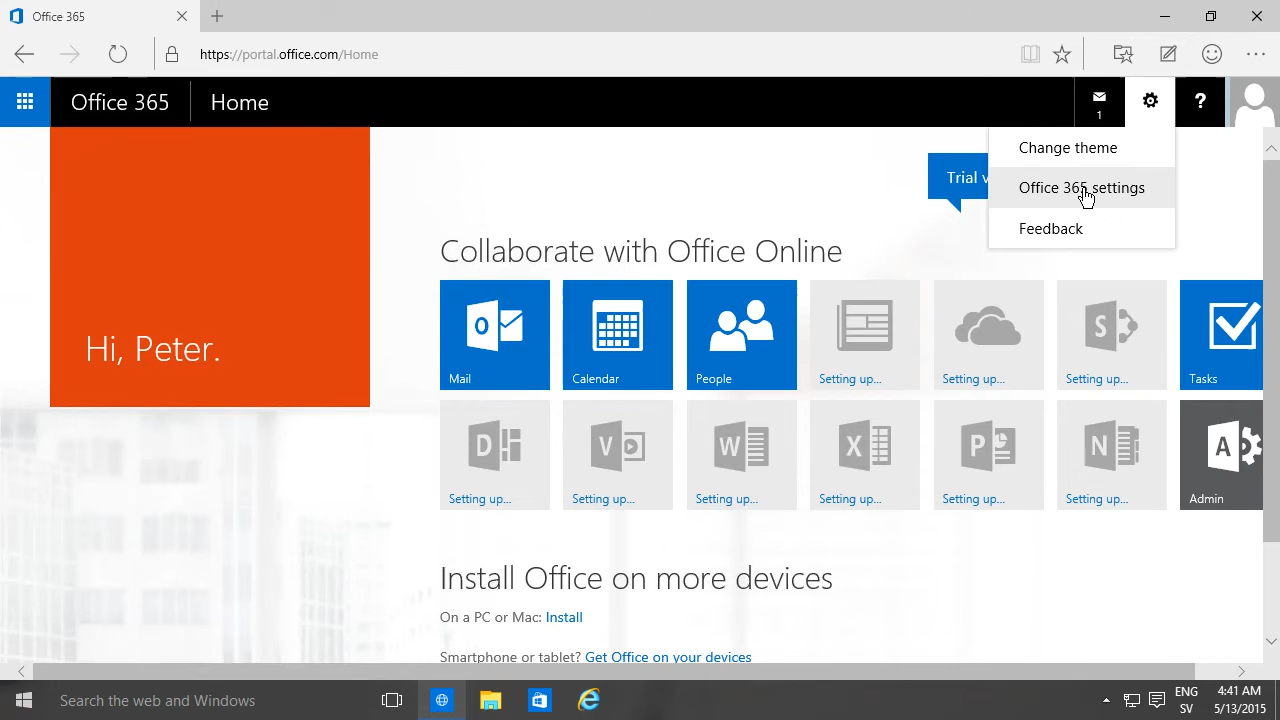 Office 365
https://portal.office.com/Home
Office 365 Home
1
?
Change theme
Trial v
Office 365 settings
Feedback
Collaborate with Office Online
Hi, Peter.
O
S
Mail
Calendar
People
Setting up...
Setting up...
Setting up...
Tasks
D
V
W
X
P
N
A
Setting up...
Setting up...
Setting up...
Setting up...
Setting up...
Setting up...
Admin
Install Office on more devices
On a PC or Mac: Install
Smartphone or tablet? Get Office on your devices
Search the web and Windows
ENG
SV
4:41 AM
5/13/2015